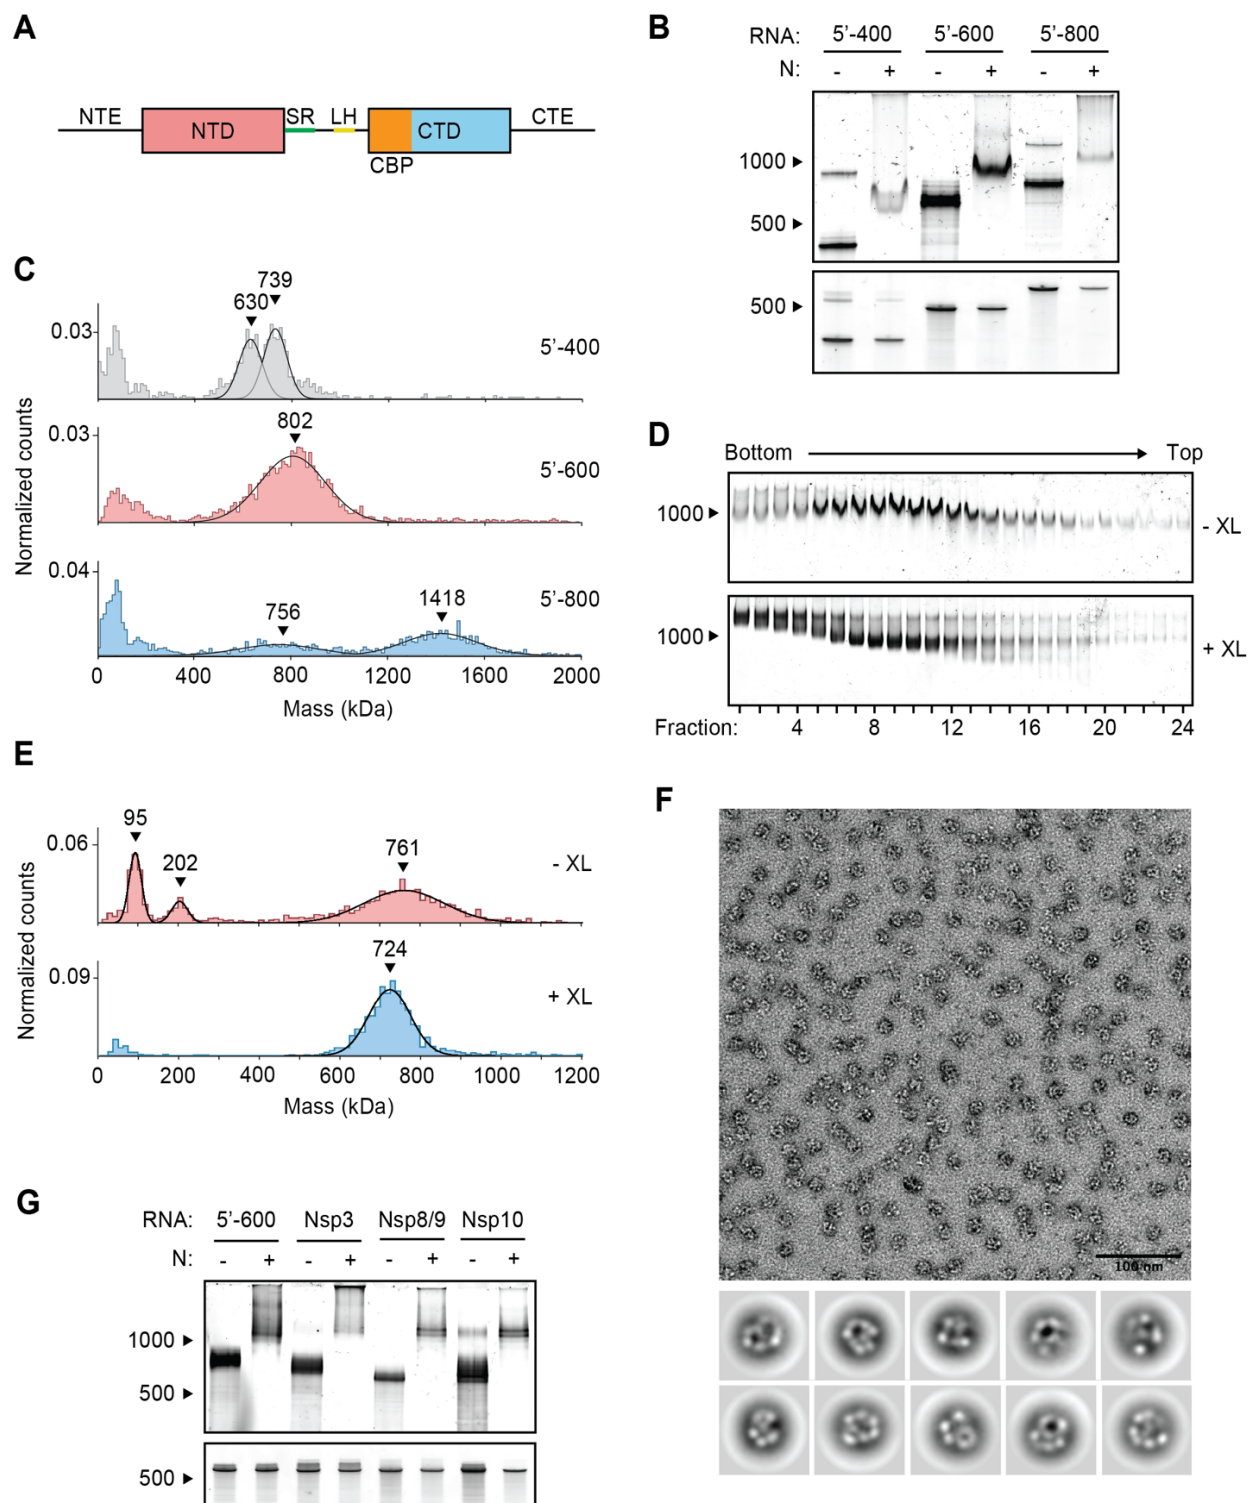 A
NTE NTD SR LH CTD CTE
CBP
B
RNA: 5'-400 5'-600 5'-800
N: - + - + - +
1000
500
500
C
Normalized counts
739
630
0.03
5'-400
802
0.03
5'-600
0.04
756
1418
5'-800
0 400 800 1200 1600 2000
Mass (kDa)
D
Bottom Top
1000
- XL
1000
+ XL
Fraction: 4 8 12 16 20 24
E
Normalized counts
95
0.06
202
761
- XL
724
0.09
+ XL
0 200 400 600 800 1000 1200
Mass (kDa)
F
100 nm
G
RNA: 5'-600 Nsp3 Nsp8/9 Nsp10
N: - + - + - + - +
1000
500
500